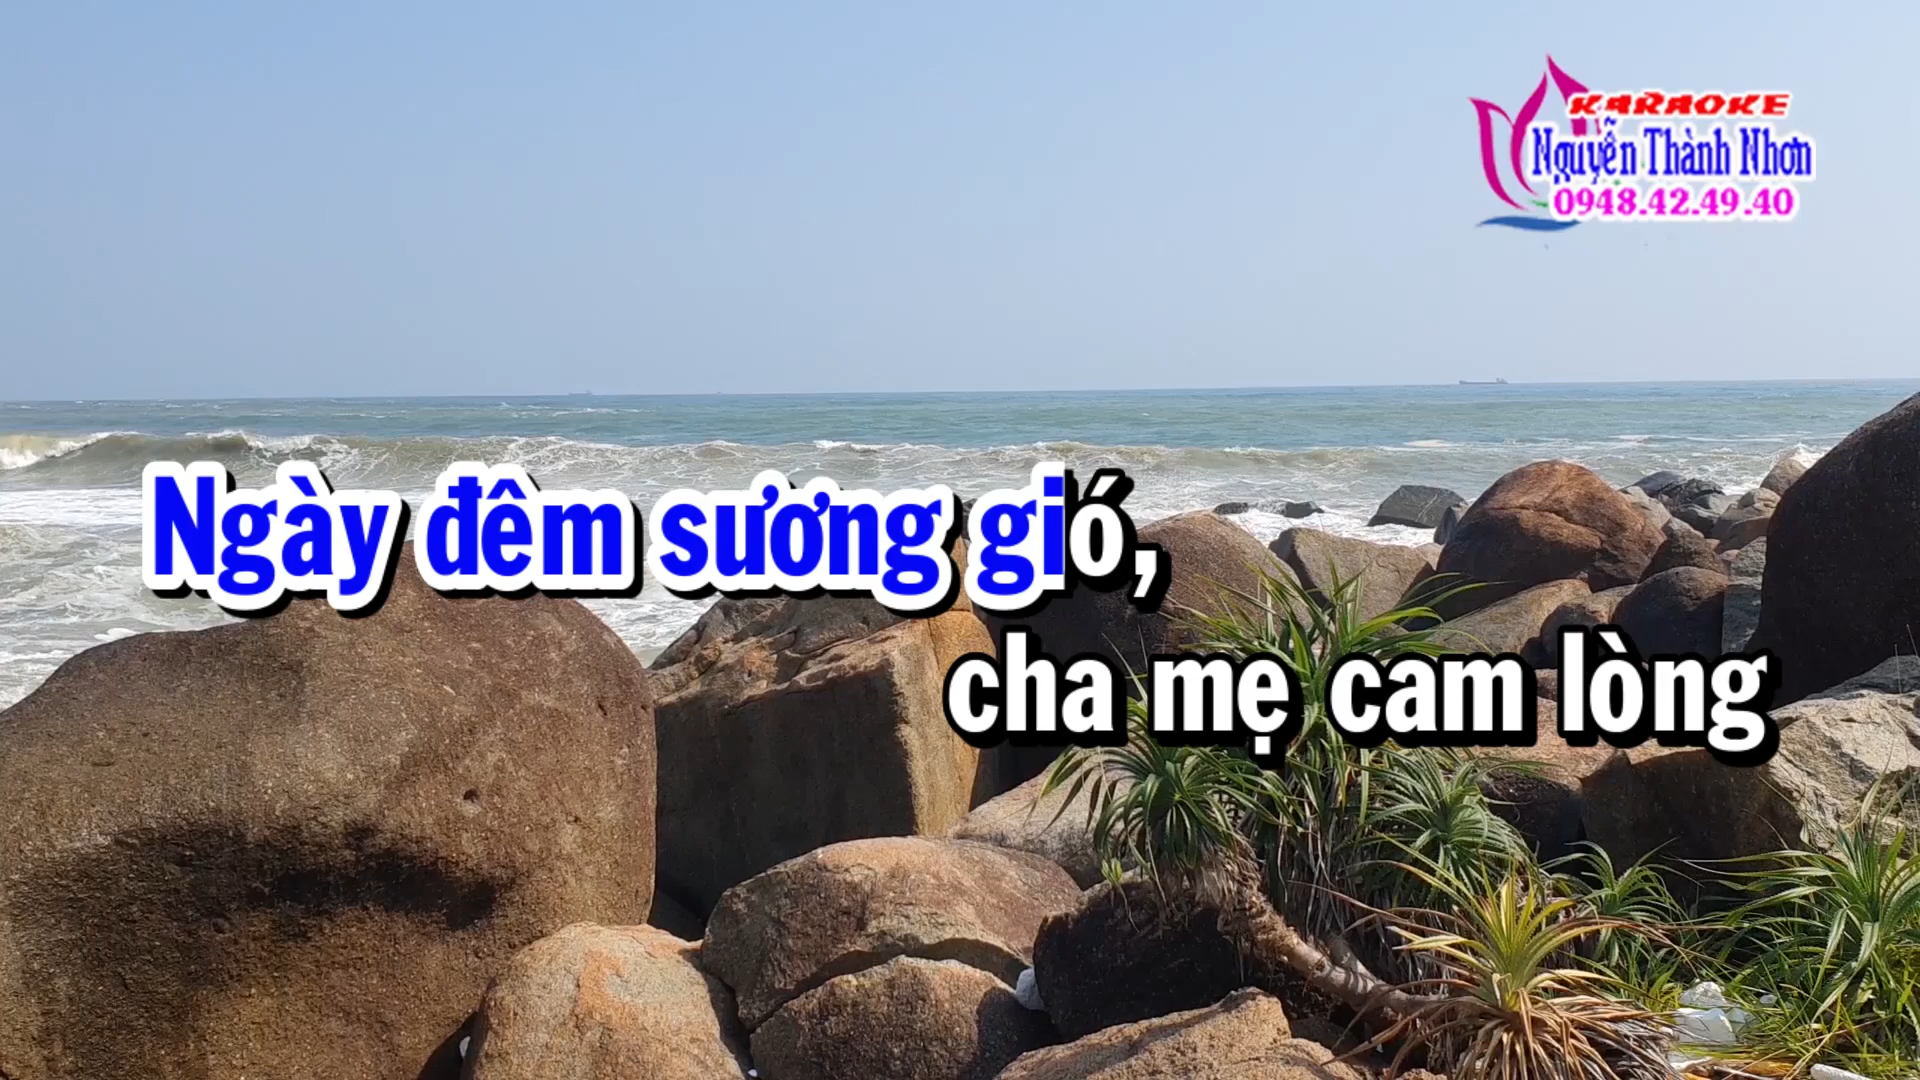 KARAOKE
Nguyễn Thành Nhơn
0948.42.49.40
Ngày đêm sương gió,
cha mẹ cam lòng